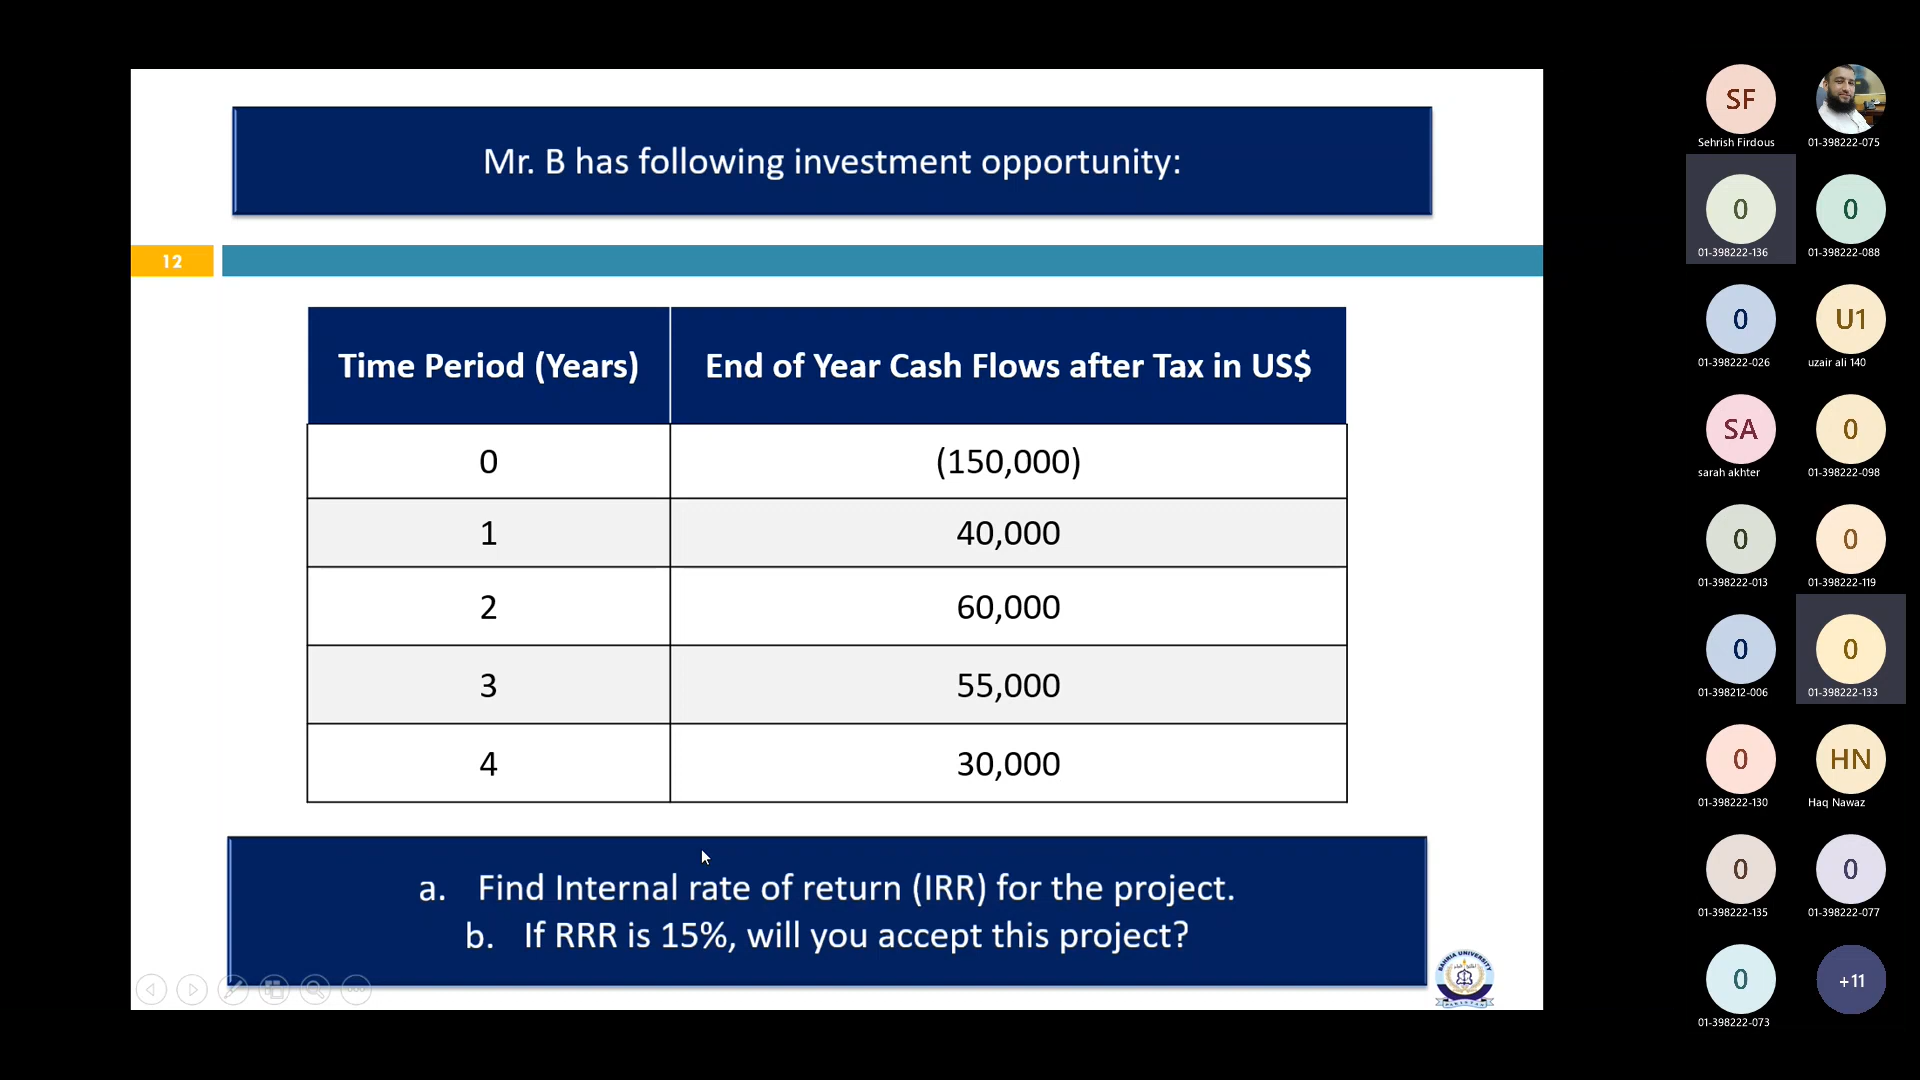 Mr. B has following investment opportunity:
12
Time Period (Years) End of Year Cash Flows after Tax in US$
0 (150,000)
1 40,000
2 60,000
3 55,000
4 30,000
a. Find Internal rate of return (IRR) for the project.
b. If RRR is 15%, will you accept this project?
BAHRIA UNIVERSITY
PAKISTAN
SF
Sehrish Firdous 01-398222-075
0 0
01-398222-136 01-398222-088
0 U1
01-398222-026 uzair ali 140
SA 0
sarah akhter 01-398222-098
0 0
01-398222-013 01-398222-119
0 0
01-398212-006 01-398222-133
0 HN
01-398222-130 Haq Nawaz
0 0
01-398222-135 01-398222-077
0 +11
01-398222-073